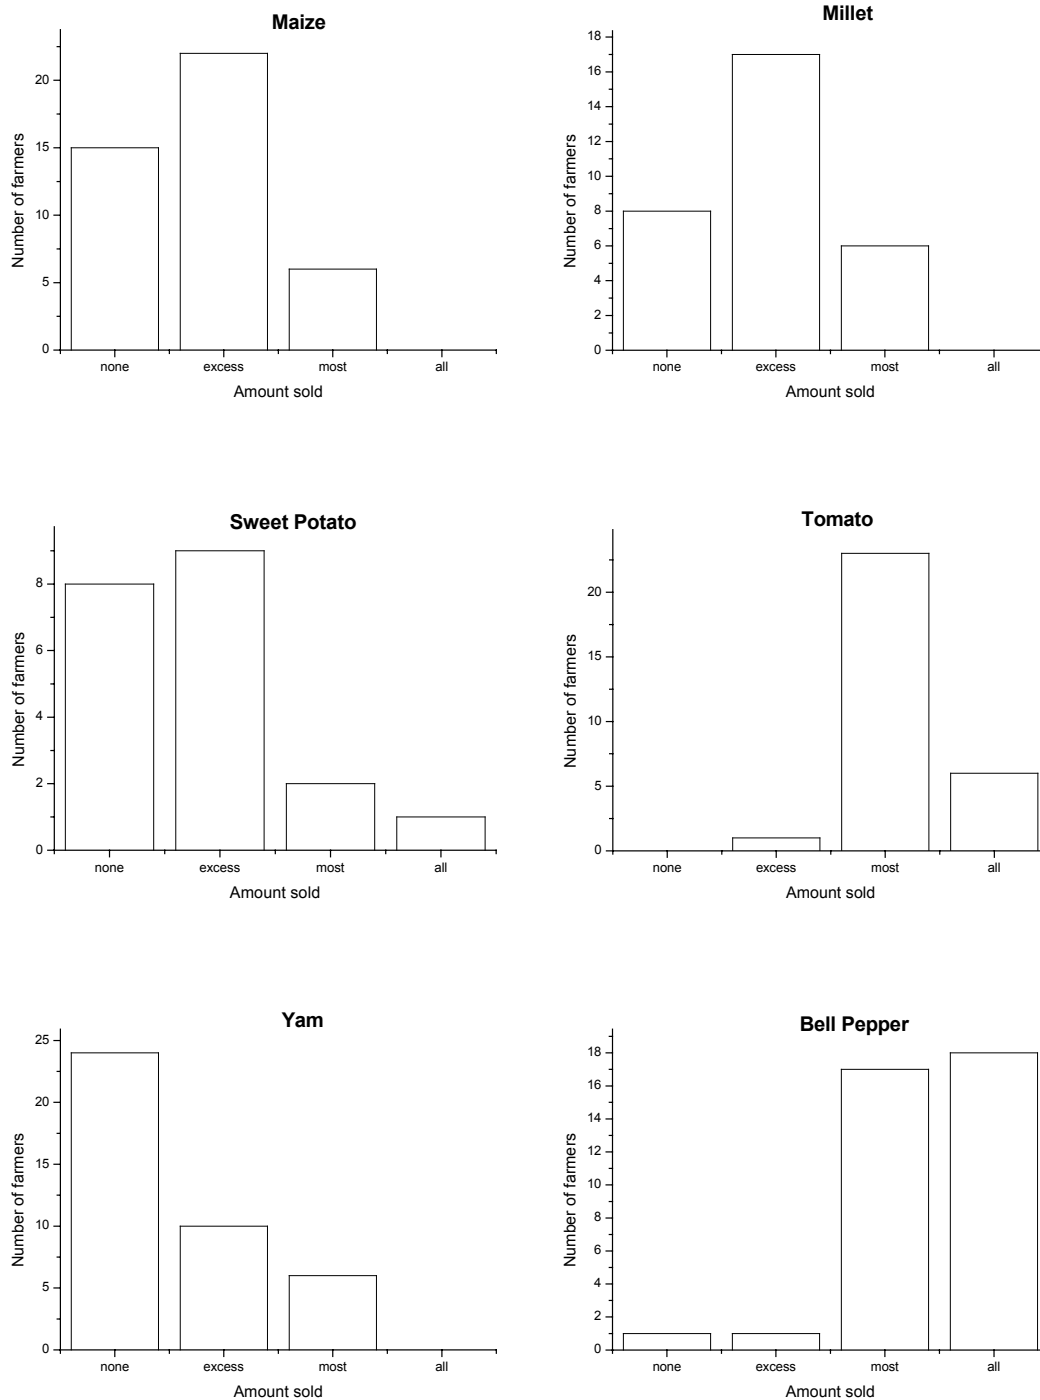 Maize
20
15
10
5
0
Number of farmers
none excess most all
Amount sold
Millet
18
16
14
12
10
8
6
4
2
0
Number of farmers
none excess most all
Amount sold
Sweet Potato
8
6
4
2
0
Number of farmers
none excess most all
Amount sold
Tomato
20
15
10
5
0
Number of farmers
none excess most all
Amount sold
Yam
25
20
15
10
5
0
Number of farmers
none excess most all
Amount sold
Bell Pepper
18
16
14
12
10
8
6
4
2
0
Number of farmers
none excess most all
Amount sold